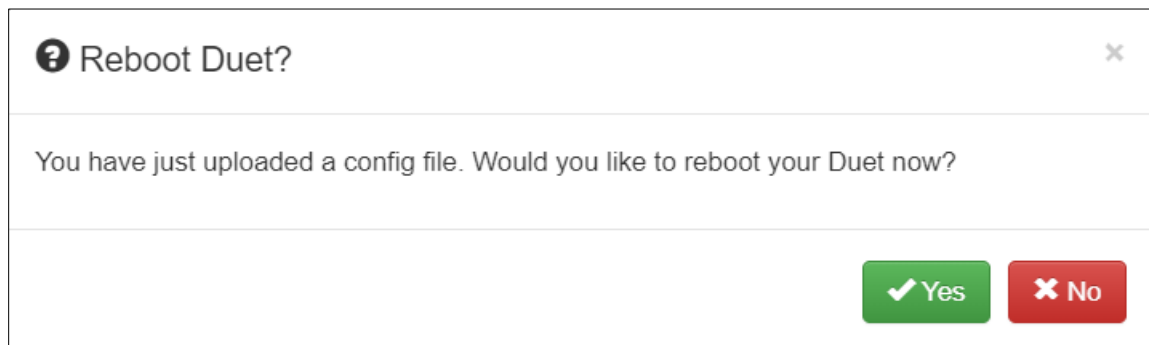 Reboot Duet?
You have just uploaded a config file. Would you like to reboot your Duet now?
Yes
No